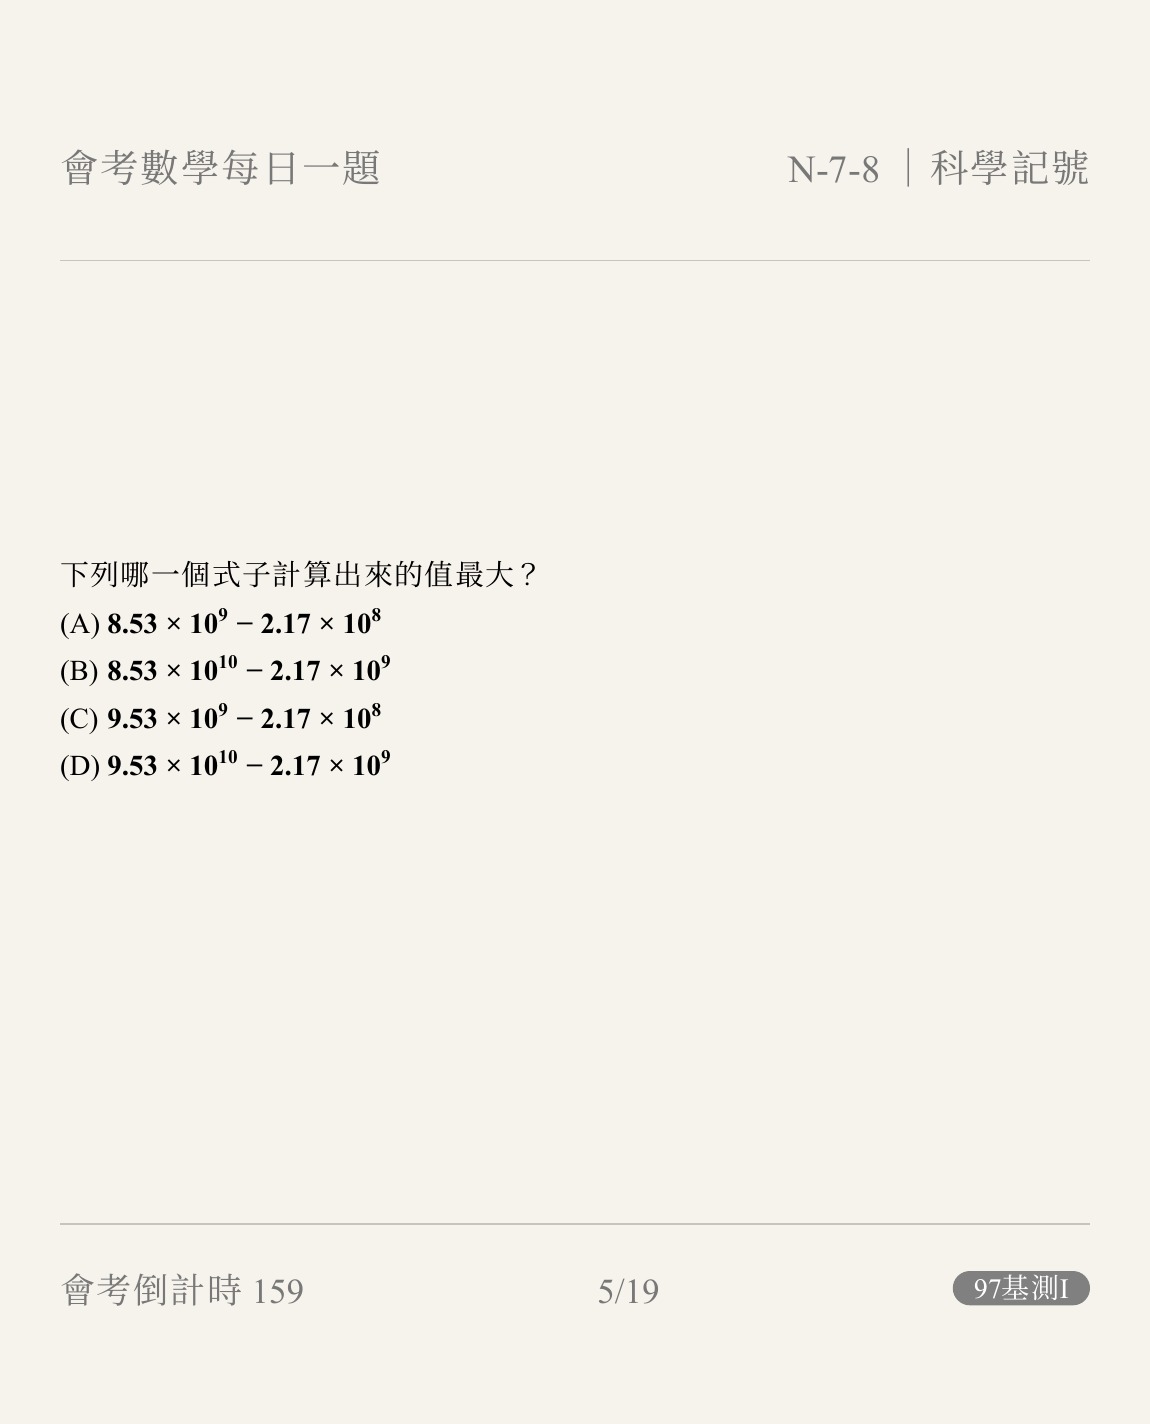 會考數學每日一題
N-7-8 ｜科學記號
下列哪一個式子計算出來的值最大？
(A) 8.53 × 10⁹ − 2.17 × 10⁸
(B) 8.53 × 10¹⁰ − 2.17 × 10⁹
(C) 9.53 × 10⁹ − 2.17 × 10⁸
(D) 9.53 × 10¹⁰ − 2.17 × 10⁹
會考倒計時 159
5/19
97基測I